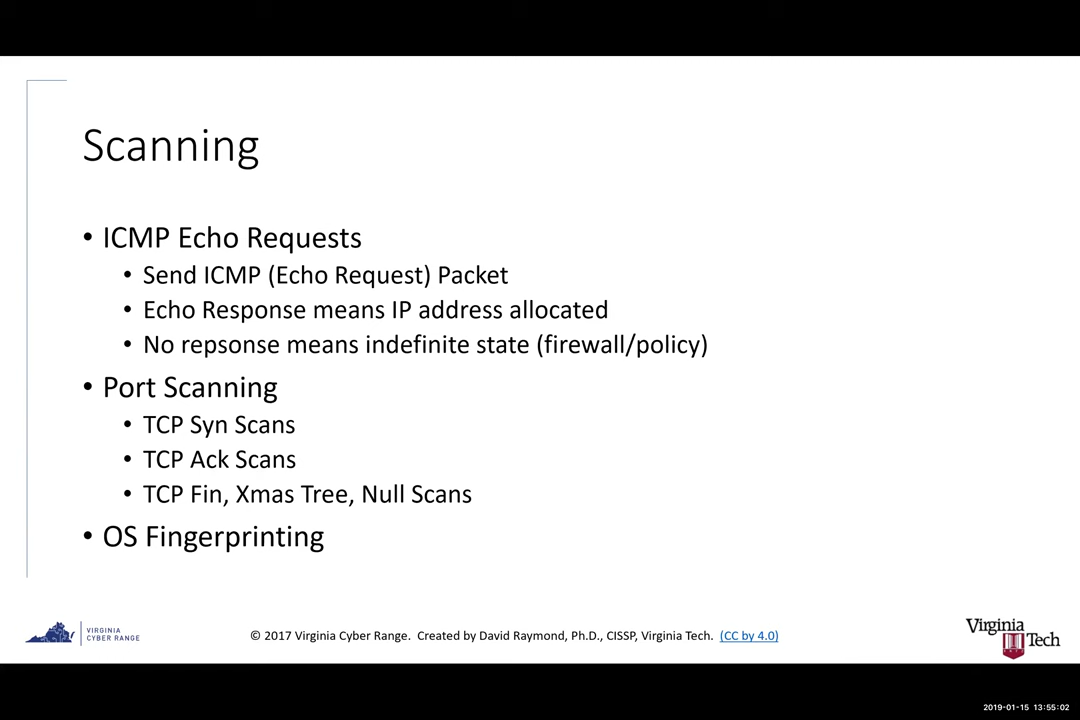 Scanning
• ICMP Echo Requests
• Send ICMP (Echo Request) Packet
• Echo Response means IP address allocated
• No repsonse means indefinite state (firewall/policy)
• Port Scanning
• TCP Syn Scans
• TCP Ack Scans
• TCP Fin, Xmas Tree, Null Scans
• OS Fingerprinting
VIRGINIA
CYBER RANGE
© 2017 Virginia Cyber Range. Created by David Raymond, Ph.D., CISSP, Virginia Tech. (CC by 4.0)
Virginia
Tech
2019-01-15 13:55:02